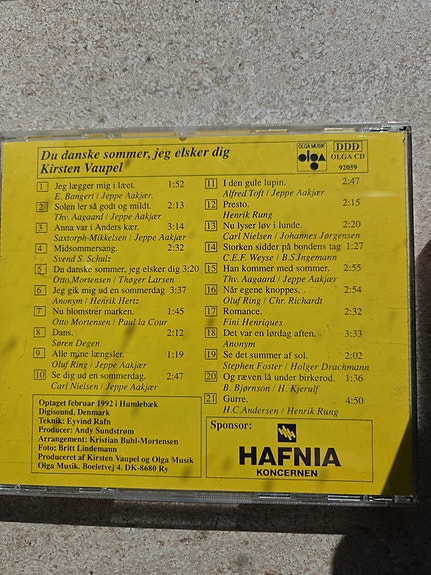 Du danske sommer, jeg elsker dig
Kirsten Vaupel
OLGA MUSIK
olga
DDD
OLGA CD
92059
1 Jeg lægger mig i læet. 1:52
E. Bangert / Jeppe Aakjær.
2 Solen ler så godt og mildt. 2:13
Thv. Aagaard / Jeppe Aakjær
3 Anna var i Anders kær. 3:14
Saxtorph-Mikkelsen / Jeppe Aakjær
4 Midsommersang. 2:52
Svend S. Schulz
5 Du danske sommer, jeg elsker dig 3:20
Otto Mortensen / Thøger Larsen
6 Jeg gik mig ud en sommerdag 3:37
Anonym / Henrik Hertz
7 Nu blomstrer marken. 1:45
Otto Mortensen / Paul la Cour
8 Dans. 2:12
Søren Degen
9 Alle mine længsler. 1:19
Oluf Ring / Jeppe Aakjær
10 Se dig ud en sommerdag. 2:47
Carl Nielsen / Jeppe Aakjær
11 I den gule lupin. 2:47
Alfred Toft / Jeppe Aakjær
12 Presto. 2:15
Henrik Rung
13 Nu lyser løv i lunde. 2:20
Carl Nielsen / Johannes Jørgensen
14 Storken sidder på bondens tag 1:27
C.E.F. Weyse / B.S.Ingemann
15 Han kommer med sommer. 2:55
Thv. Aagaard / Jeppe Aakjær
16 Når egene knoppes. 2:54
Oluf Ring / Chr. Richardt
17 Romance. 2:32
Fini Henriques
18 Det var en lørdag aften. 3:33
Anonym
19 Se det summer af sol. 2:02
Stephen Foster / Holger Drachmann
20 Og ræven lå under birkerod. 1:36
B. Bjørnson / H. Kjerulf
21 Gurre. 4:50
H.C.Andersen / Henrik Rung
Optaget februar 1992 i Humlebæk
Digisound, Denmark
Teknik: Eyvind Rafn
Producer: Andy Sundstrøm
Arrangement: Kristian Buhl-Mortensen
Foto: Britt Lindemann
Produceret af Kirsten Vaupel og Olga Musik
Olga Musik. Boeletvej 4. DK-8680 Ry
Sponsor:
HAFNIA
KONCERNEN